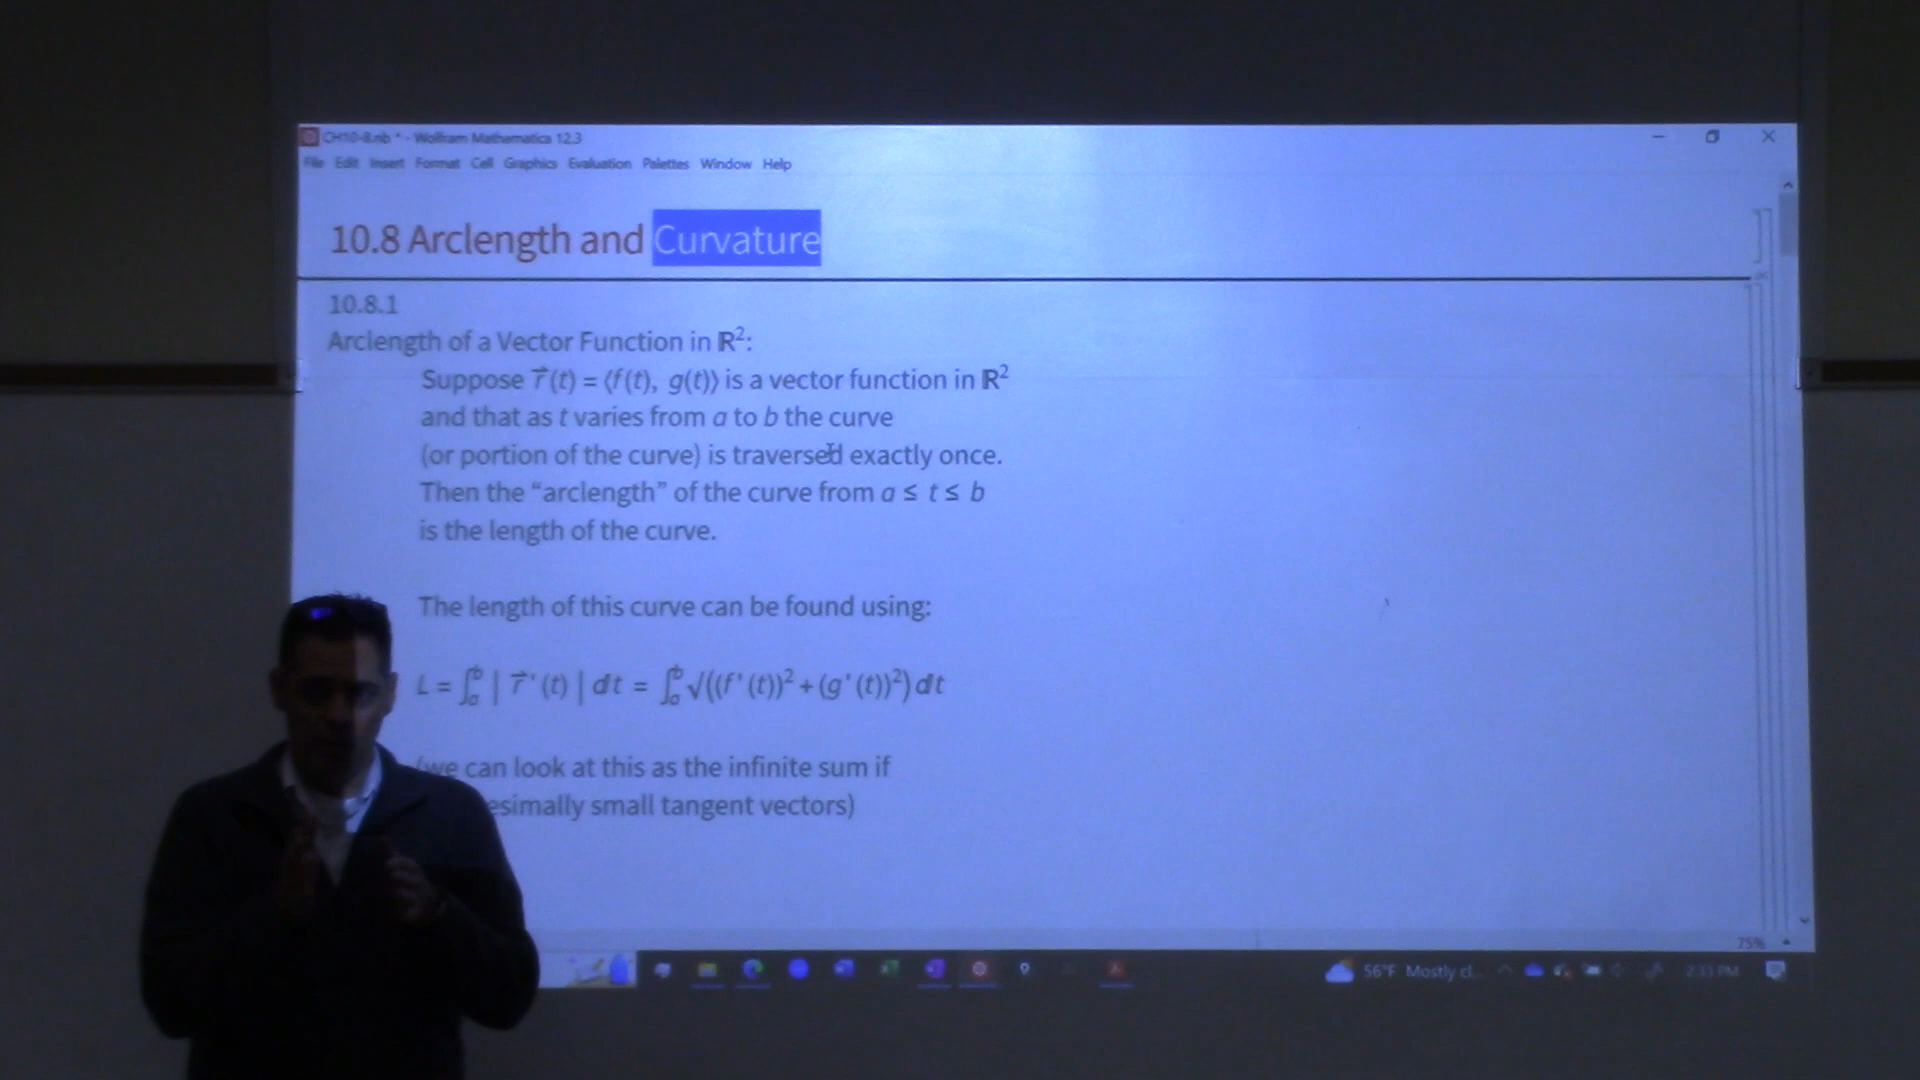 CH10-8.nb * - Wolfram Mathematica 12.3
File Edit Insert Format Cell Graphics Evaluation Palettes Window Help
10.8 Arclength and Curvature
10.8.1
Arclength of a Vector Function in R²:
Suppose r⃗(t) = ⟨f(t), g(t)⟩ is a vector function in R²
and that as t varies from a to b the curve
(or portion of the curve) is traversed exactly once.
Then the “arclength” of the curve from a ≤ t ≤ b
is the length of the curve.
The length of this curve can be found using:
L = ∫ₐᵇ | r⃗'(t) | dt = ∫ₐᵇ √((f'(t))² + (g'(t))²) dt
(we can look at this as the infinite sum if
esimally small tangent vectors)
75%
56°F Mostly cl... 2:33 PM